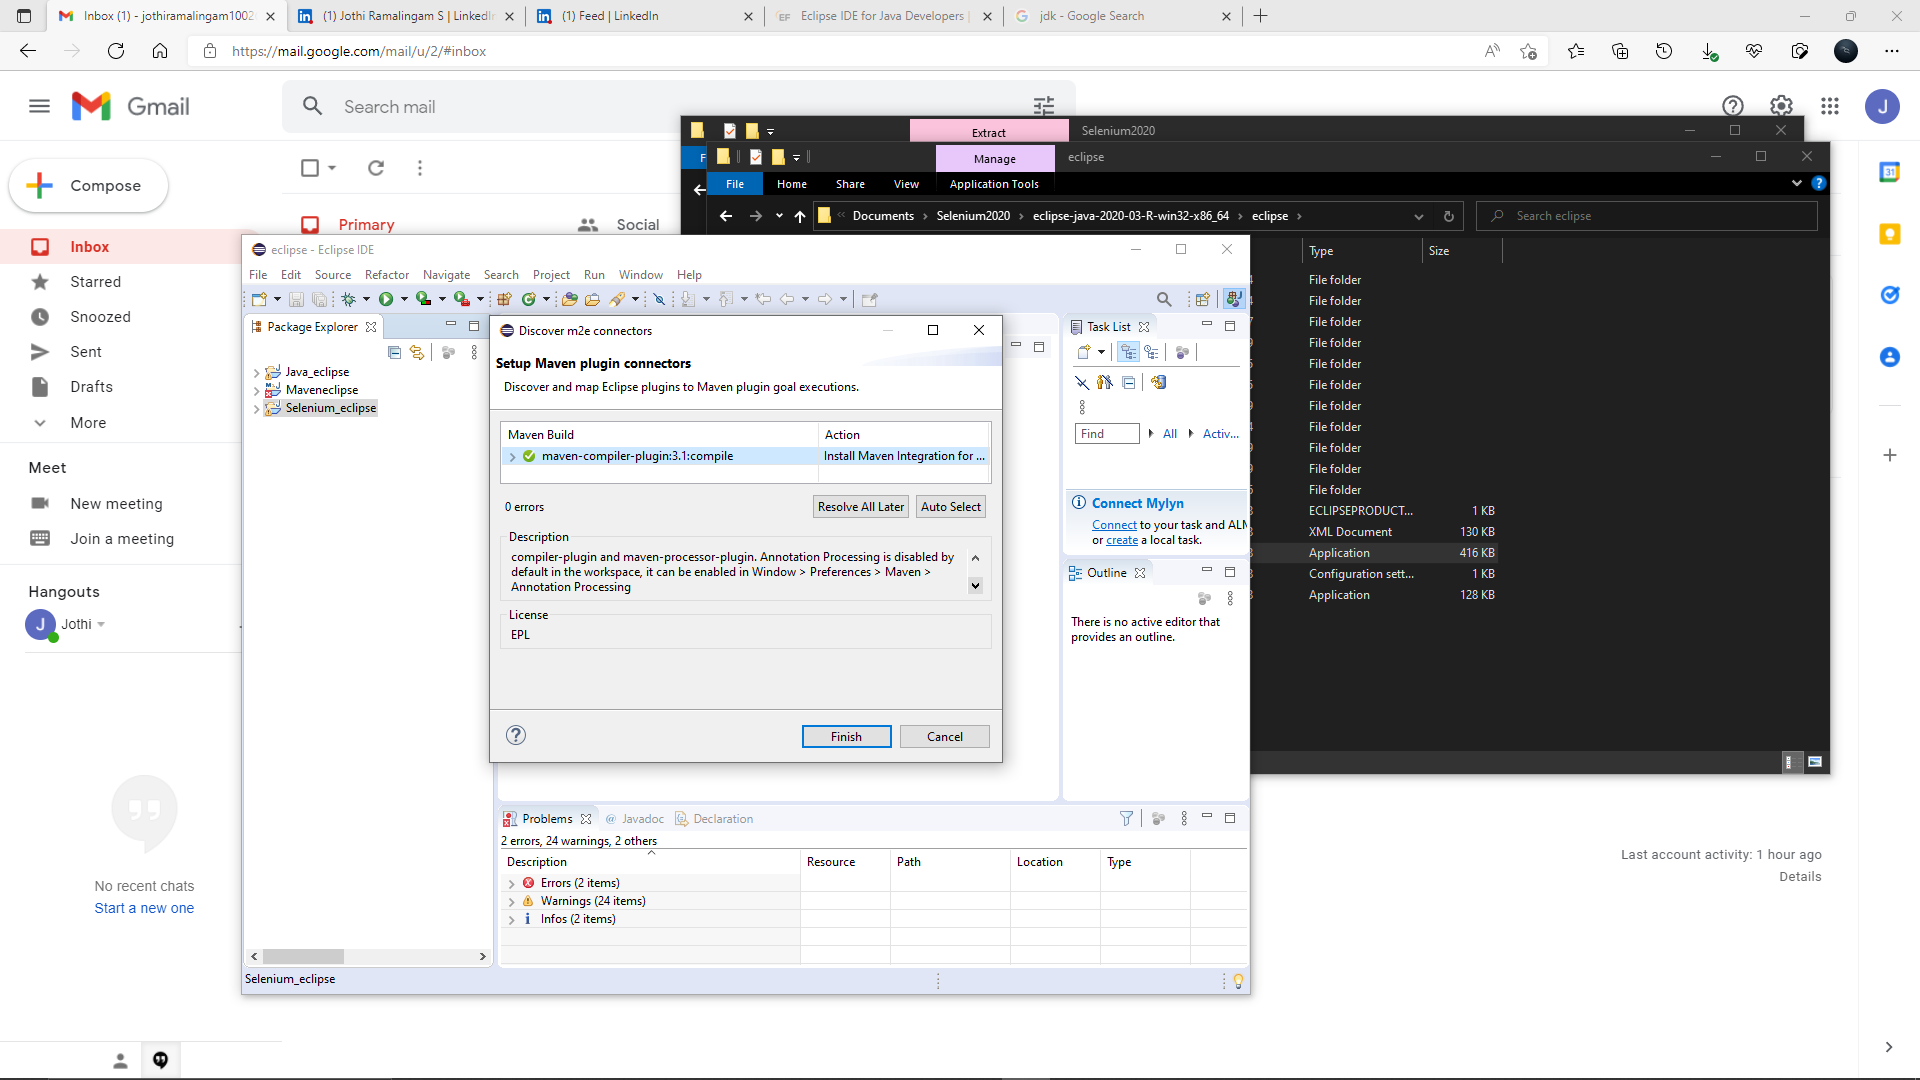 Inbox (1) - jothiramalingam1002
(1) Jothi Ramalingam S | LinkedIn
(1) Feed | LinkedIn
EF Eclipse IDE for Java Developers |
jdk - Google Search
https://mail.google.com/mail/u/2/#inbox
Gmail
Search mail
J
Compose
Primary
Social
Inbox
Starred
Snoozed
Sent
Drafts
More
Meet
New meeting
Join a meeting
Hangouts
J
Jothi
No recent chats
Start a new one
Extract
Selenium2020
F
Manage
eclipse
File
Home
Share
View
Application Tools
Documents
Selenium2020
eclipse-java-2020-03-R-win32-x86_64
eclipse
Search eclipse
Type
Size
File folder
File folder
File folder
File folder
File folder
File folder
File folder
File folder
File folder
File folder
File folder
ECLIPSEPRODUCT...
1 KB
XML Document
130 KB
Application
416 KB
Configuration sett...
1 KB
Application
128 KB
31
eclipse - Eclipse IDE
File
Edit
Source
Refactor
Navigate
Search
Project
Run
Window
Help
Package Explorer
Java_eclipse
Maveneclipse
Selenium_eclipse
Discover m2e connectors
Setup Maven plugin connectors
Discover and map Eclipse plugins to Maven plugin goal executions.
Maven Build
Action
maven-compiler-plugin:3.1:compile
Install Maven Integration for ...
0 errors
Resolve All Later
Auto Select
Description
compiler-plugin and maven-processor-plugin. Annotation Processing is disabled by
default in the workspace, it can be enabled in Window > Preferences > Maven >
Annotation Processing
License
EPL
Finish
Cancel
Task List
Find
All
Activ...
Connect Mylyn
Connect to your task and ALM
or create a local task.
Outline
There is no active editor that
provides an outline.
Problems
@ Javadoc
Declaration
2 errors, 24 warnings, 2 others
Description
Resource
Path
Location
Type
Errors (2 items)
Warnings (24 items)
Infos (2 items)
Selenium_eclipse
Last account activity: 1 hour ago
Details